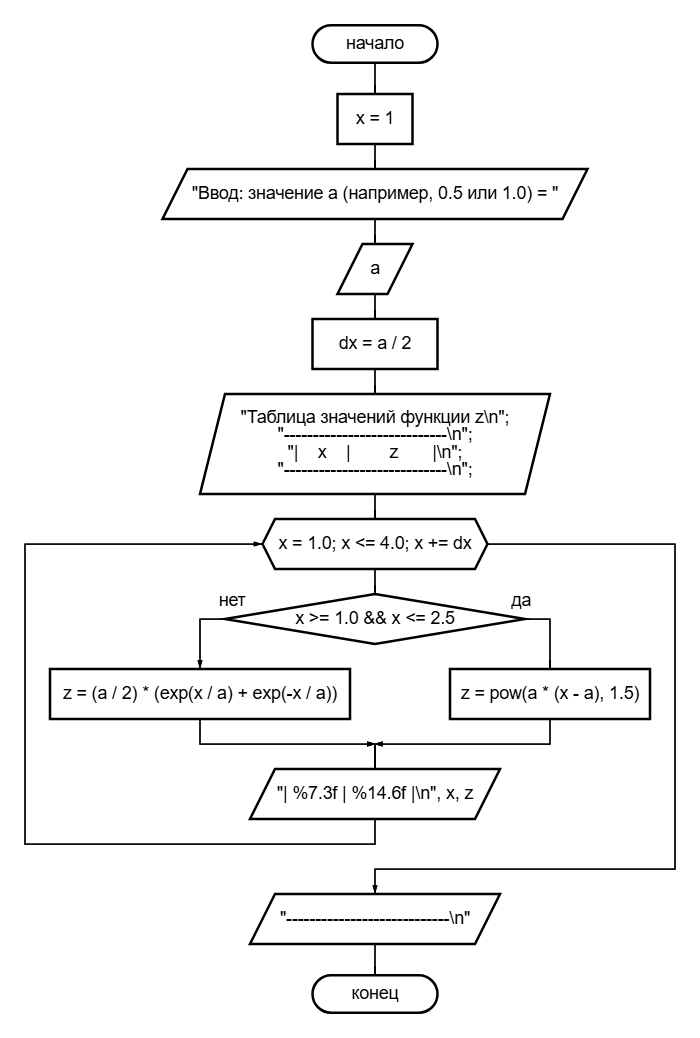 начало
x = 1
"Ввод: значение a (например, 0.5 или 1.0) = "
a
dx = a / 2
"Таблица значений функции z\n";
"----------------------------\n";
"|    x    |        z       |\n";
"----------------------------\n";
x = 1.0; x <= 4.0; x += dx
нет
да
x >= 1.0 && x <= 2.5
z = (a / 2) * (exp(x / a) + exp(-x / a))
z = pow(a * (x - a), 1.5)
"| %7.3f | %14.6f |\n", x, z
"----------------------------\n"
конец